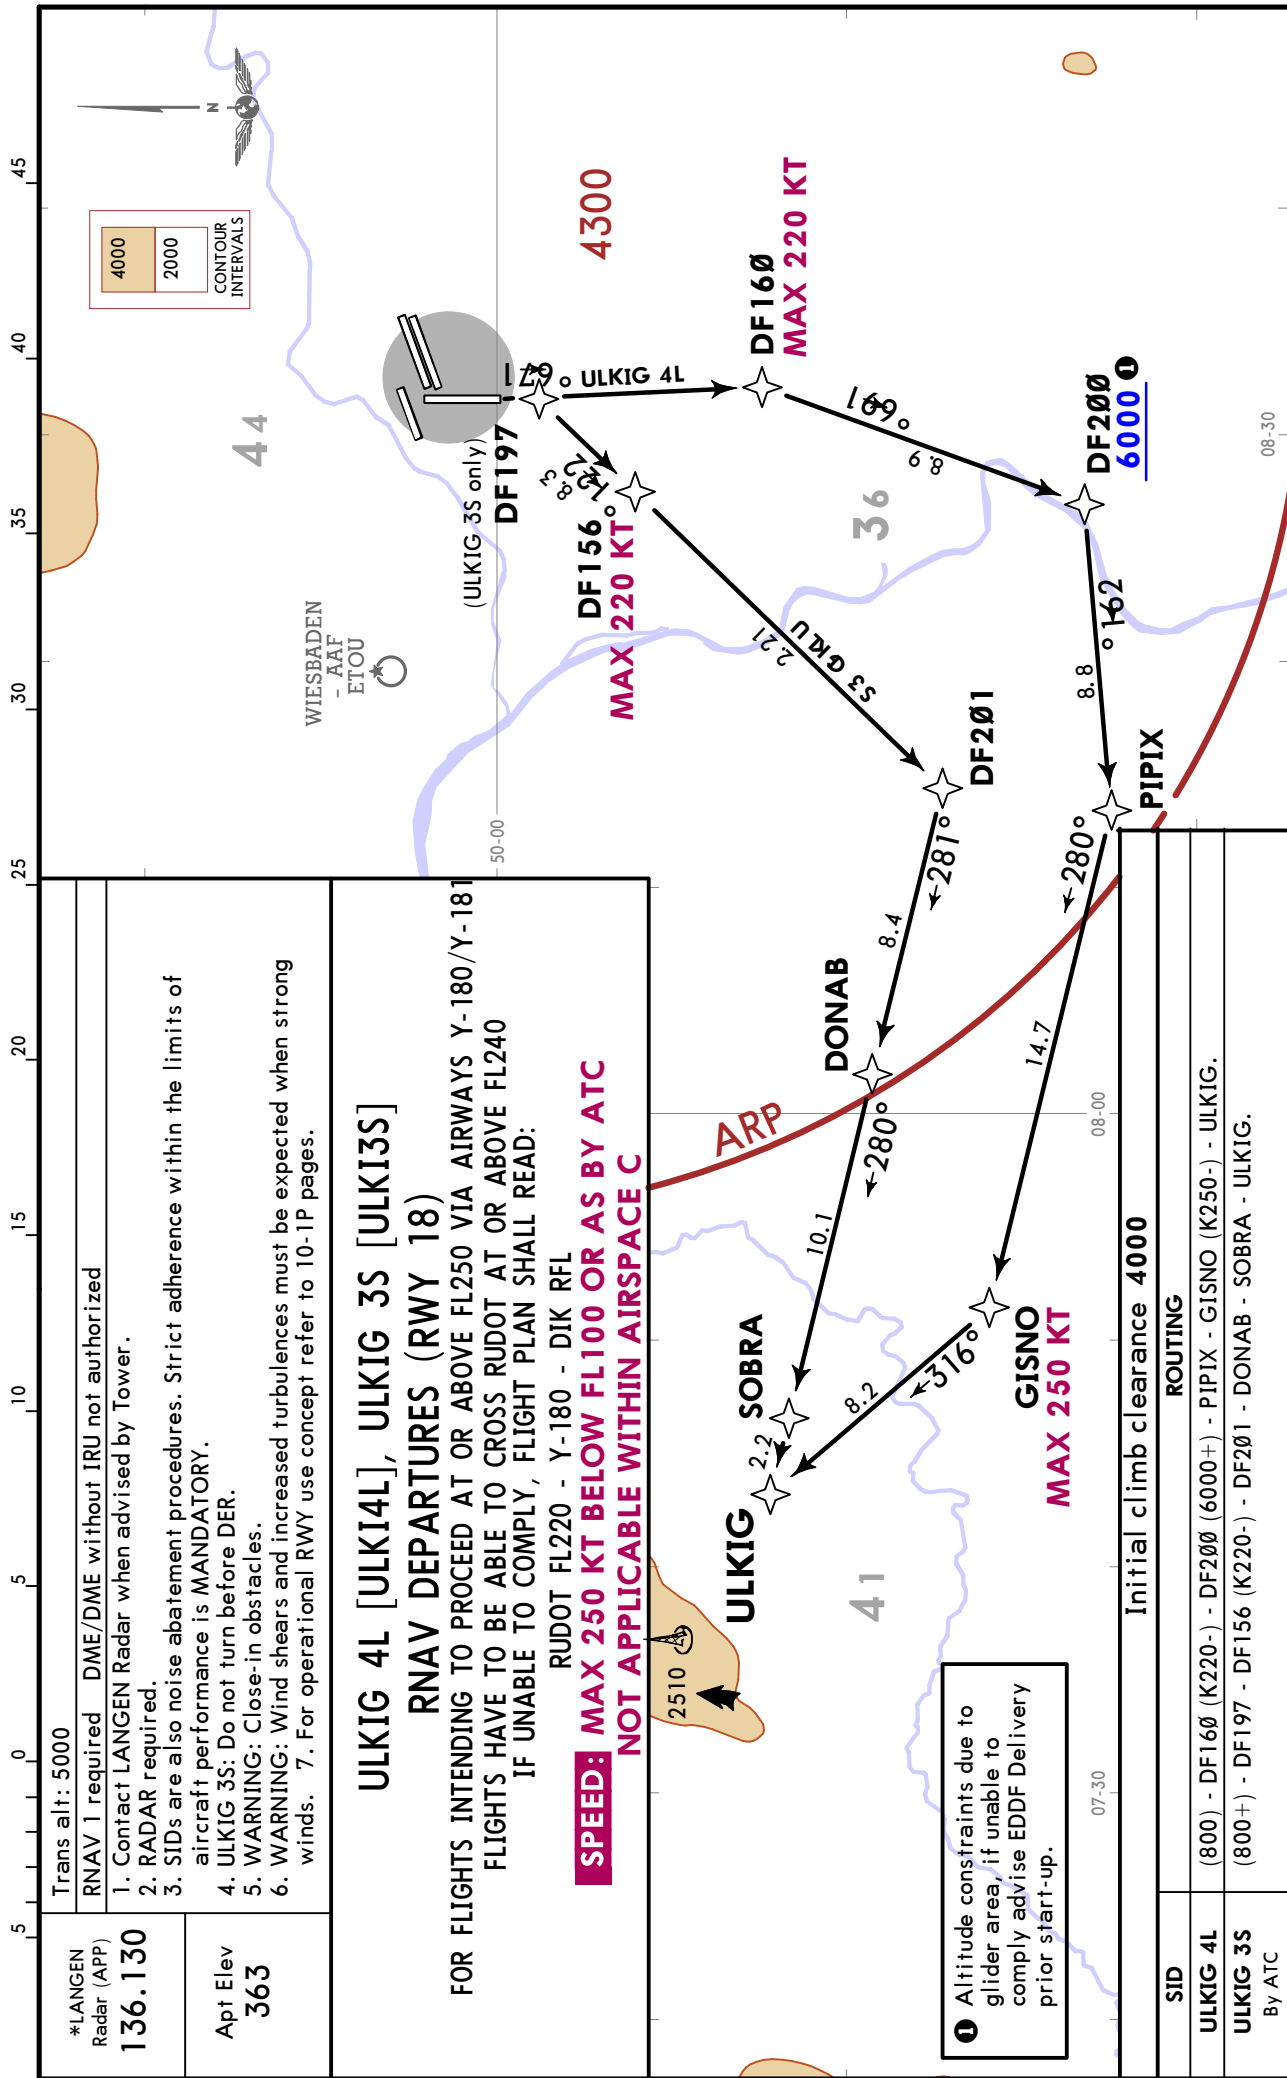 *LANGEN
Radar (APP)
136.130
Apt Elev
363
Trans alt: 5000
RNAV 1 required DME/DME without IRU not authorized
1. Contact LANGEN Radar when advised by Tower.
2. RADAR required.
3. SIDs are also noise abatement procedures. Strict adherence within the limits of
aircraft performance is MANDATORY.
4. ULKIG 3S: Do not turn before DER.
5. WARNING: Close-in obstacles.
6. WARNING: Wind shears and increased turbulences must be expected when strong
winds. 7. For operational RWY use concept refer to 10-1P pages.
ULKIG 4L [ULKI4L], ULKIG 3S [ULKI3S]
RNAV DEPARTURES (RWY 18)
FOR FLIGHTS INTENDING TO PROCEED AT OR ABOVE FL250 VIA AIRWAYS Y-180/Y-181
FLIGHTS HAVE TO BE ABLE TO CROSS RUDOT AT OR ABOVE FL240
IF UNABLE TO COMPLY, FLIGHT PLAN SHALL READ:
RUDOT FL220 - Y-180 - DIK RFL
SPEED: MAX 250 KT BELOW FL100 OR AS BY ATC
NOT APPLICABLE WITHIN AIRSPACE C
5
0
5
10
15
20
25
30
35
40
45
N
4000
2000
CONTOUR
INTERVALS
44
WIESBADEN
- AAF
ETOU
50-00
(ULKIG 3S only)
DF197
179°
ULKIG 4L
4300
122°
8.3
DF156
MAX 220 KT
DF16Ø
MAX 220 KT
169°
8.9
36
DF2ØØ
6000 ❶
08-30
162°
8.8
PIPIX
DF2Ø1
281°
8.4
280°
14.7
DONAB
ARP
280°
10.1
08-00
SOBRA
2.2
GISNO
MAX 250 KT
316°
8.2
ULKIG
41
2510
07-30
❶ Altitude constraints due to
glider area, if unable to
comply advise EDDF Delivery
prior start-up.
Initial climb clearance 4000
SID
ROUTING
ULKIG 4L
(800) - DF16Ø (K220-) - DF2ØØ (6000+) - PIPIX - GISNO (K250-) - ULKIG.
ULKIG 3S
By ATC
(800+) - DF197 - DF156 (K220-) - DF2Ø1 - DONAB - SOBRA - ULKIG.